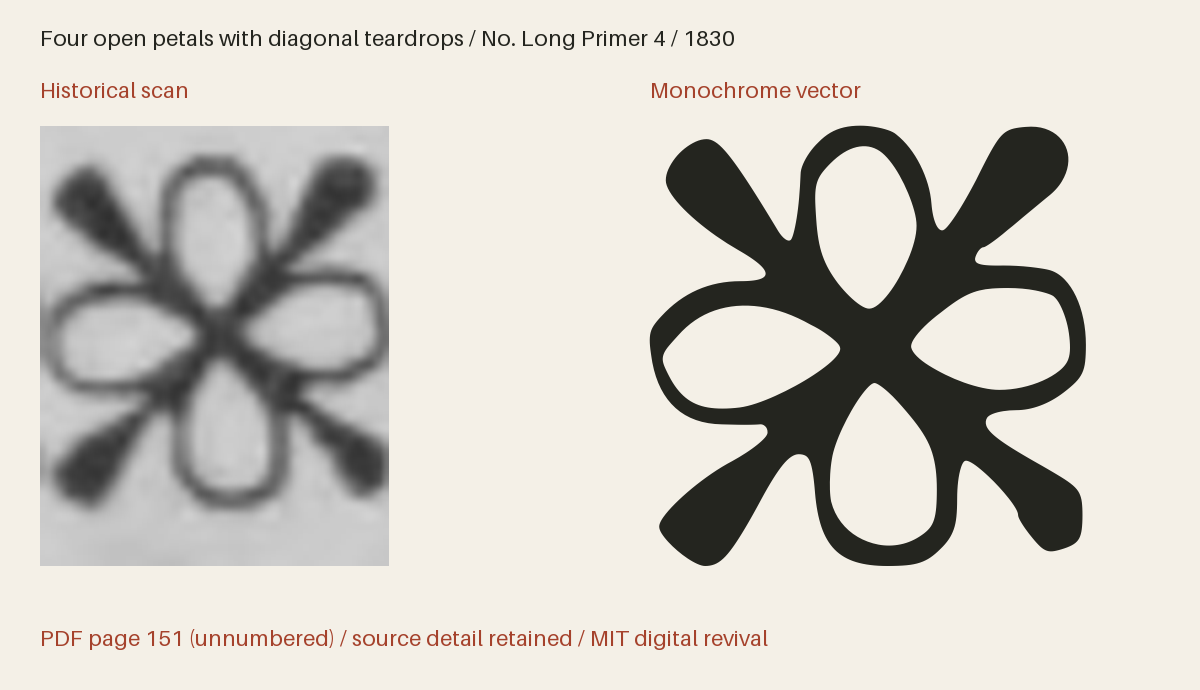 Four open petals with diagonal teardrops / No. Long Primer 4 / 1830
Historical scan
Monochrome vector
PDF page 151 (unnumbered) / source detail retained / MIT digital revival